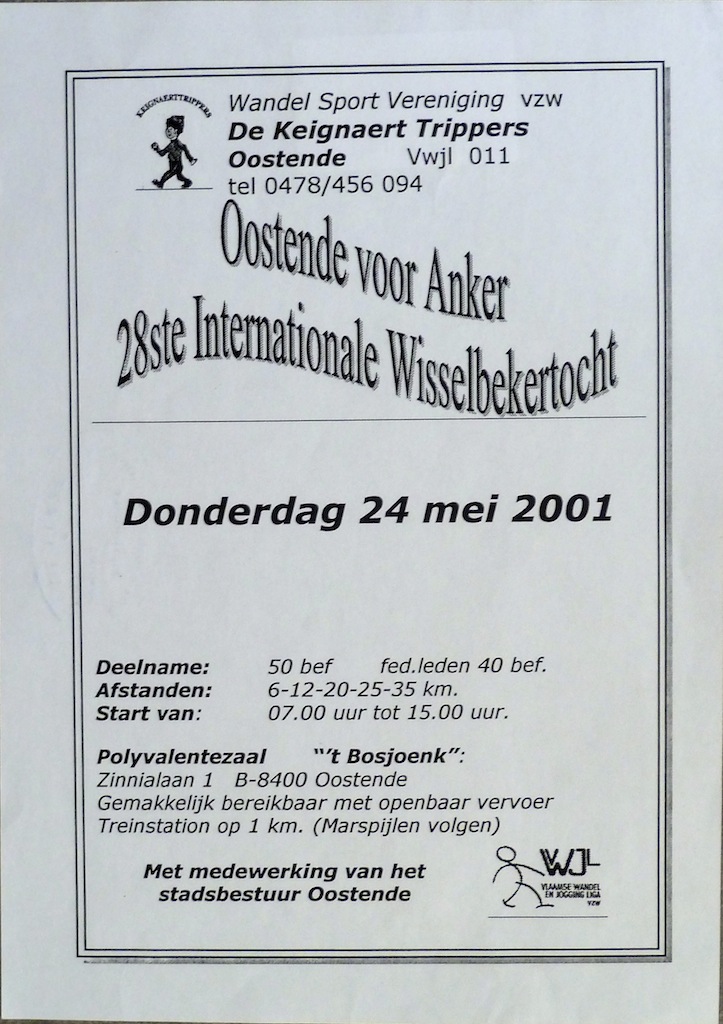 KEIGNAERTTRIPPERS
Wandel Sport Vereniging vzw
De Keignaert Trippers
Oostende Vwjl 011
tel 0478/456 094
Oostende voor Anker
28ste Internationale Wisselbekertocht
Donderdag 24 mei 2001
Deelname: 50 bef fed.leden 40 bef.
Afstanden: 6-12-20-25-35 km.
Start van: 07.00 uur tot 15.00 uur.
Polyvalentezaal "'t Bosjoenk":
Zinnialaan 1 B-8400 Oostende
Gemakkelijk bereikbaar met openbaar vervoer
Treinstation op 1 km. (Marspijlen volgen)
Met medewerking van het
stadsbestuur Oostende
VWJL
VLAAMSE WANDEL
EN JOGGING LIGA
VZW